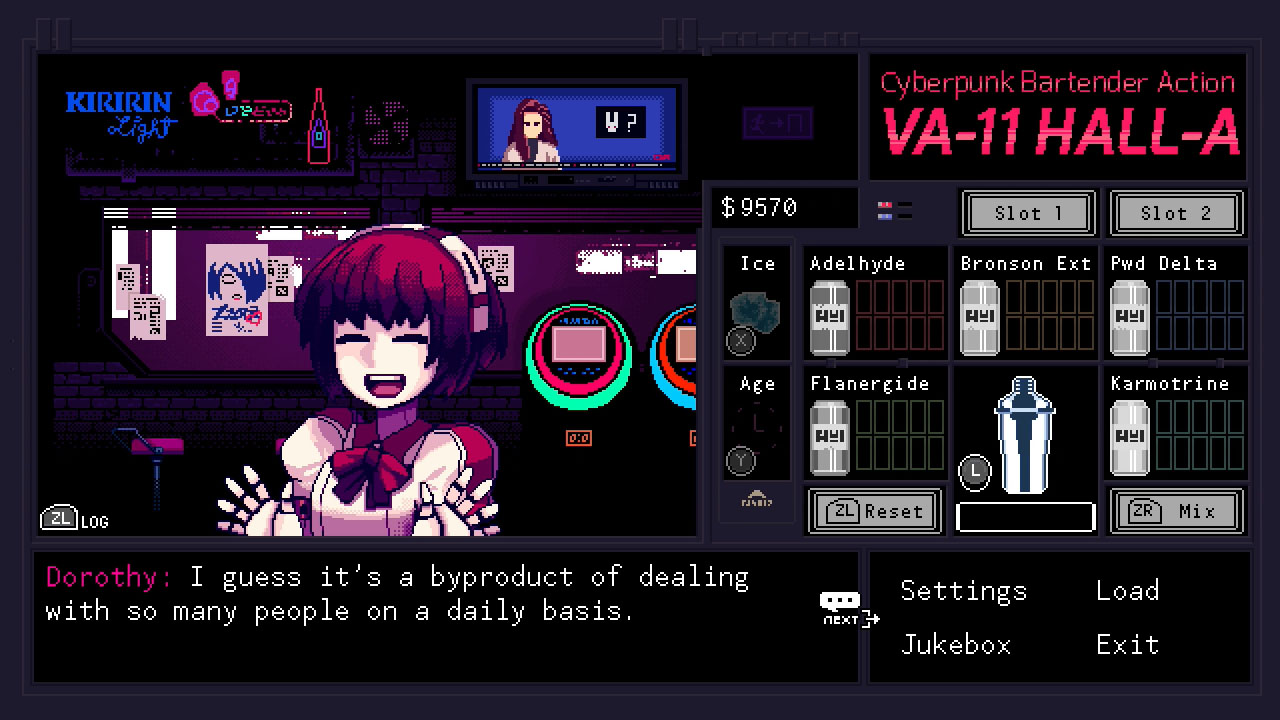 KIRIRIN
Light
Cyberpunk Bartender Action
VA-11 HALL-A
$9570
Slot 1
Slot 2
Ice
Adelhyde
Bronson Ext
Pwd Delta
X
Age
Flanergide
Karmotrine
Y
L
ZL Reset
ZR Mix
ZL LOG
Dorothy: I guess it's a byproduct of dealing
with so many people on a daily basis.
NEXT
Settings
Load
Jukebox
Exit